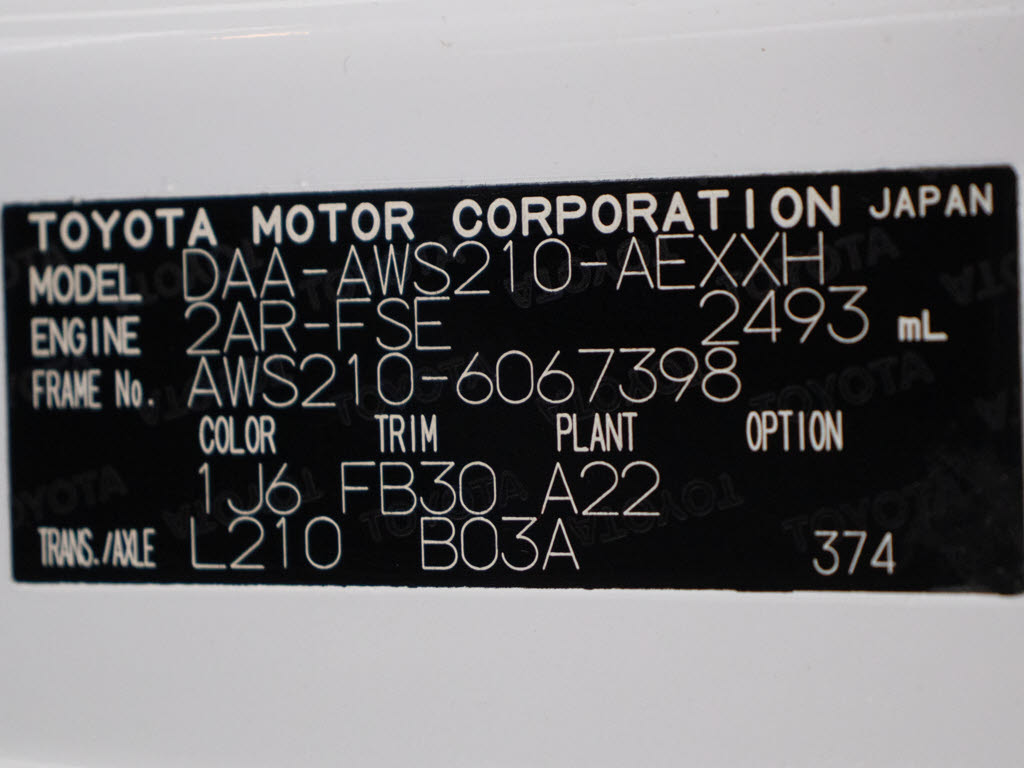 TOYOTA MOTOR CORPORATION JAPAN
MODEL DAA-AWS210-AEXXH
ENGINE 2AR-FSE 2493 mL
FRAME No. AWS210-6067398
COLOR TRIM PLANT OPTION
1J6 FB30 A22
TRANS./AXLE L210 B03A 374